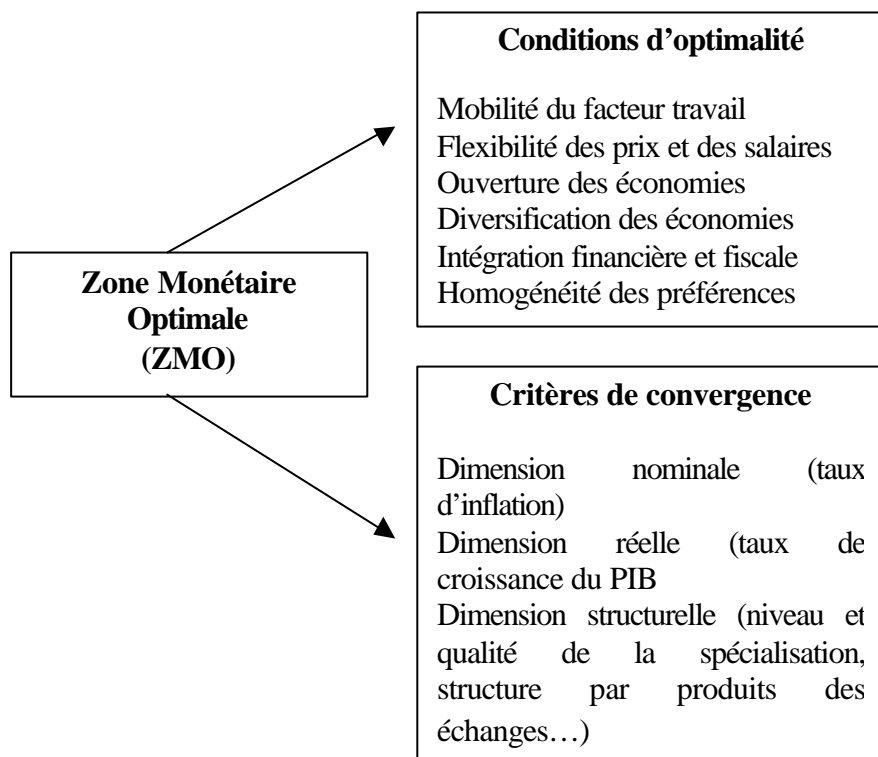 Conditions d’optimalité
Mobilité du facteur travail
Flexibilité des prix et des salaires
Ouverture des économies
Diversification des économies
Intégration financière et fiscale
Homogénéité des préférences
Zone Monétaire
Optimale
(ZMO)
Critères de convergence
Dimension nominale (taux
d’inflation)
Dimension réelle (taux de
croissance du PIB
Dimension structurelle (niveau et
qualité de la spécialisation,
structure par produits des
échanges…)